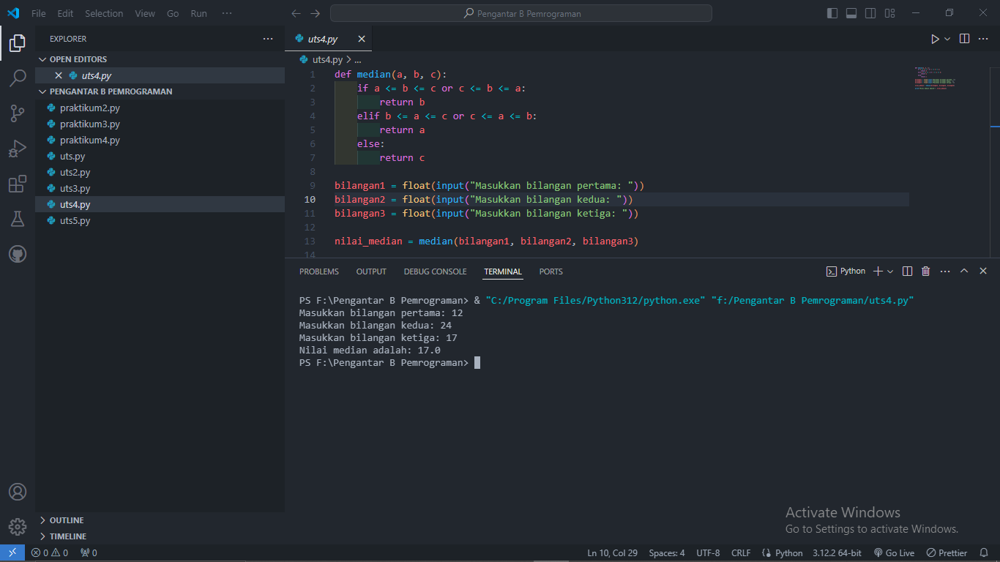 File Edit Selection View Go Run ··· Pengantar B Pemrograman
EXPLORER ···
OPEN EDITORS
uts4.py
PENGANTAR B PEMROGRAMAN
praktikum2.py
praktikum3.py
praktikum4.py
uts.py
uts2.py
uts3.py
uts4.py
uts5.py
OUTLINE
TIMELINE
uts4.py
uts4.py > ...
1 def median(a, b, c):
2     if a <= b <= c or c <= b <= a:
3         return b
4     elif b <= a <= c or c <= a <= b:
5         return a
6     else:
7         return c
8
9 bilangan1 = float(input("Masukkan bilangan pertama: "))
10 bilangan2 = float(input("Masukkan bilangan kedua: "))
11 bilangan3 = float(input("Masukkan bilangan ketiga: "))
12
13 nilai_median = median(bilangan1, bilangan2, bilangan3)
14
PROBLEMS OUTPUT DEBUG CONSOLE TERMINAL PORTS Python
PS F:\Pengantar B Pemrograman> & "C:/Program Files/Python312/python.exe" "f:/Pengantar B Pemrograman/uts4.py"
Masukkan bilangan pertama: 12
Masukkan bilangan kedua: 24
Masukkan bilangan ketiga: 17
Nilai median adalah: 17.0
PS F:\Pengantar B Pemrograman>
Activate Windows
Go to Settings to activate Windows.
0 0 0 Ln 10, Col 29 Spaces: 4 UTF-8 CRLF Python 3.12.2 64-bit Go Live Prettier